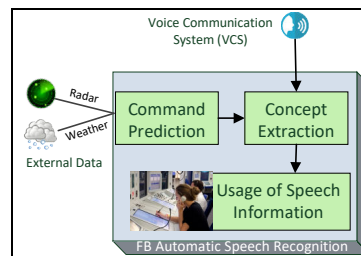 Voice Communication
System (VCS)
Radar
Weather
External Data
Command
Prediction
Concept
Extraction
Usage of Speech
Information
FB Automatic Speech Recognition